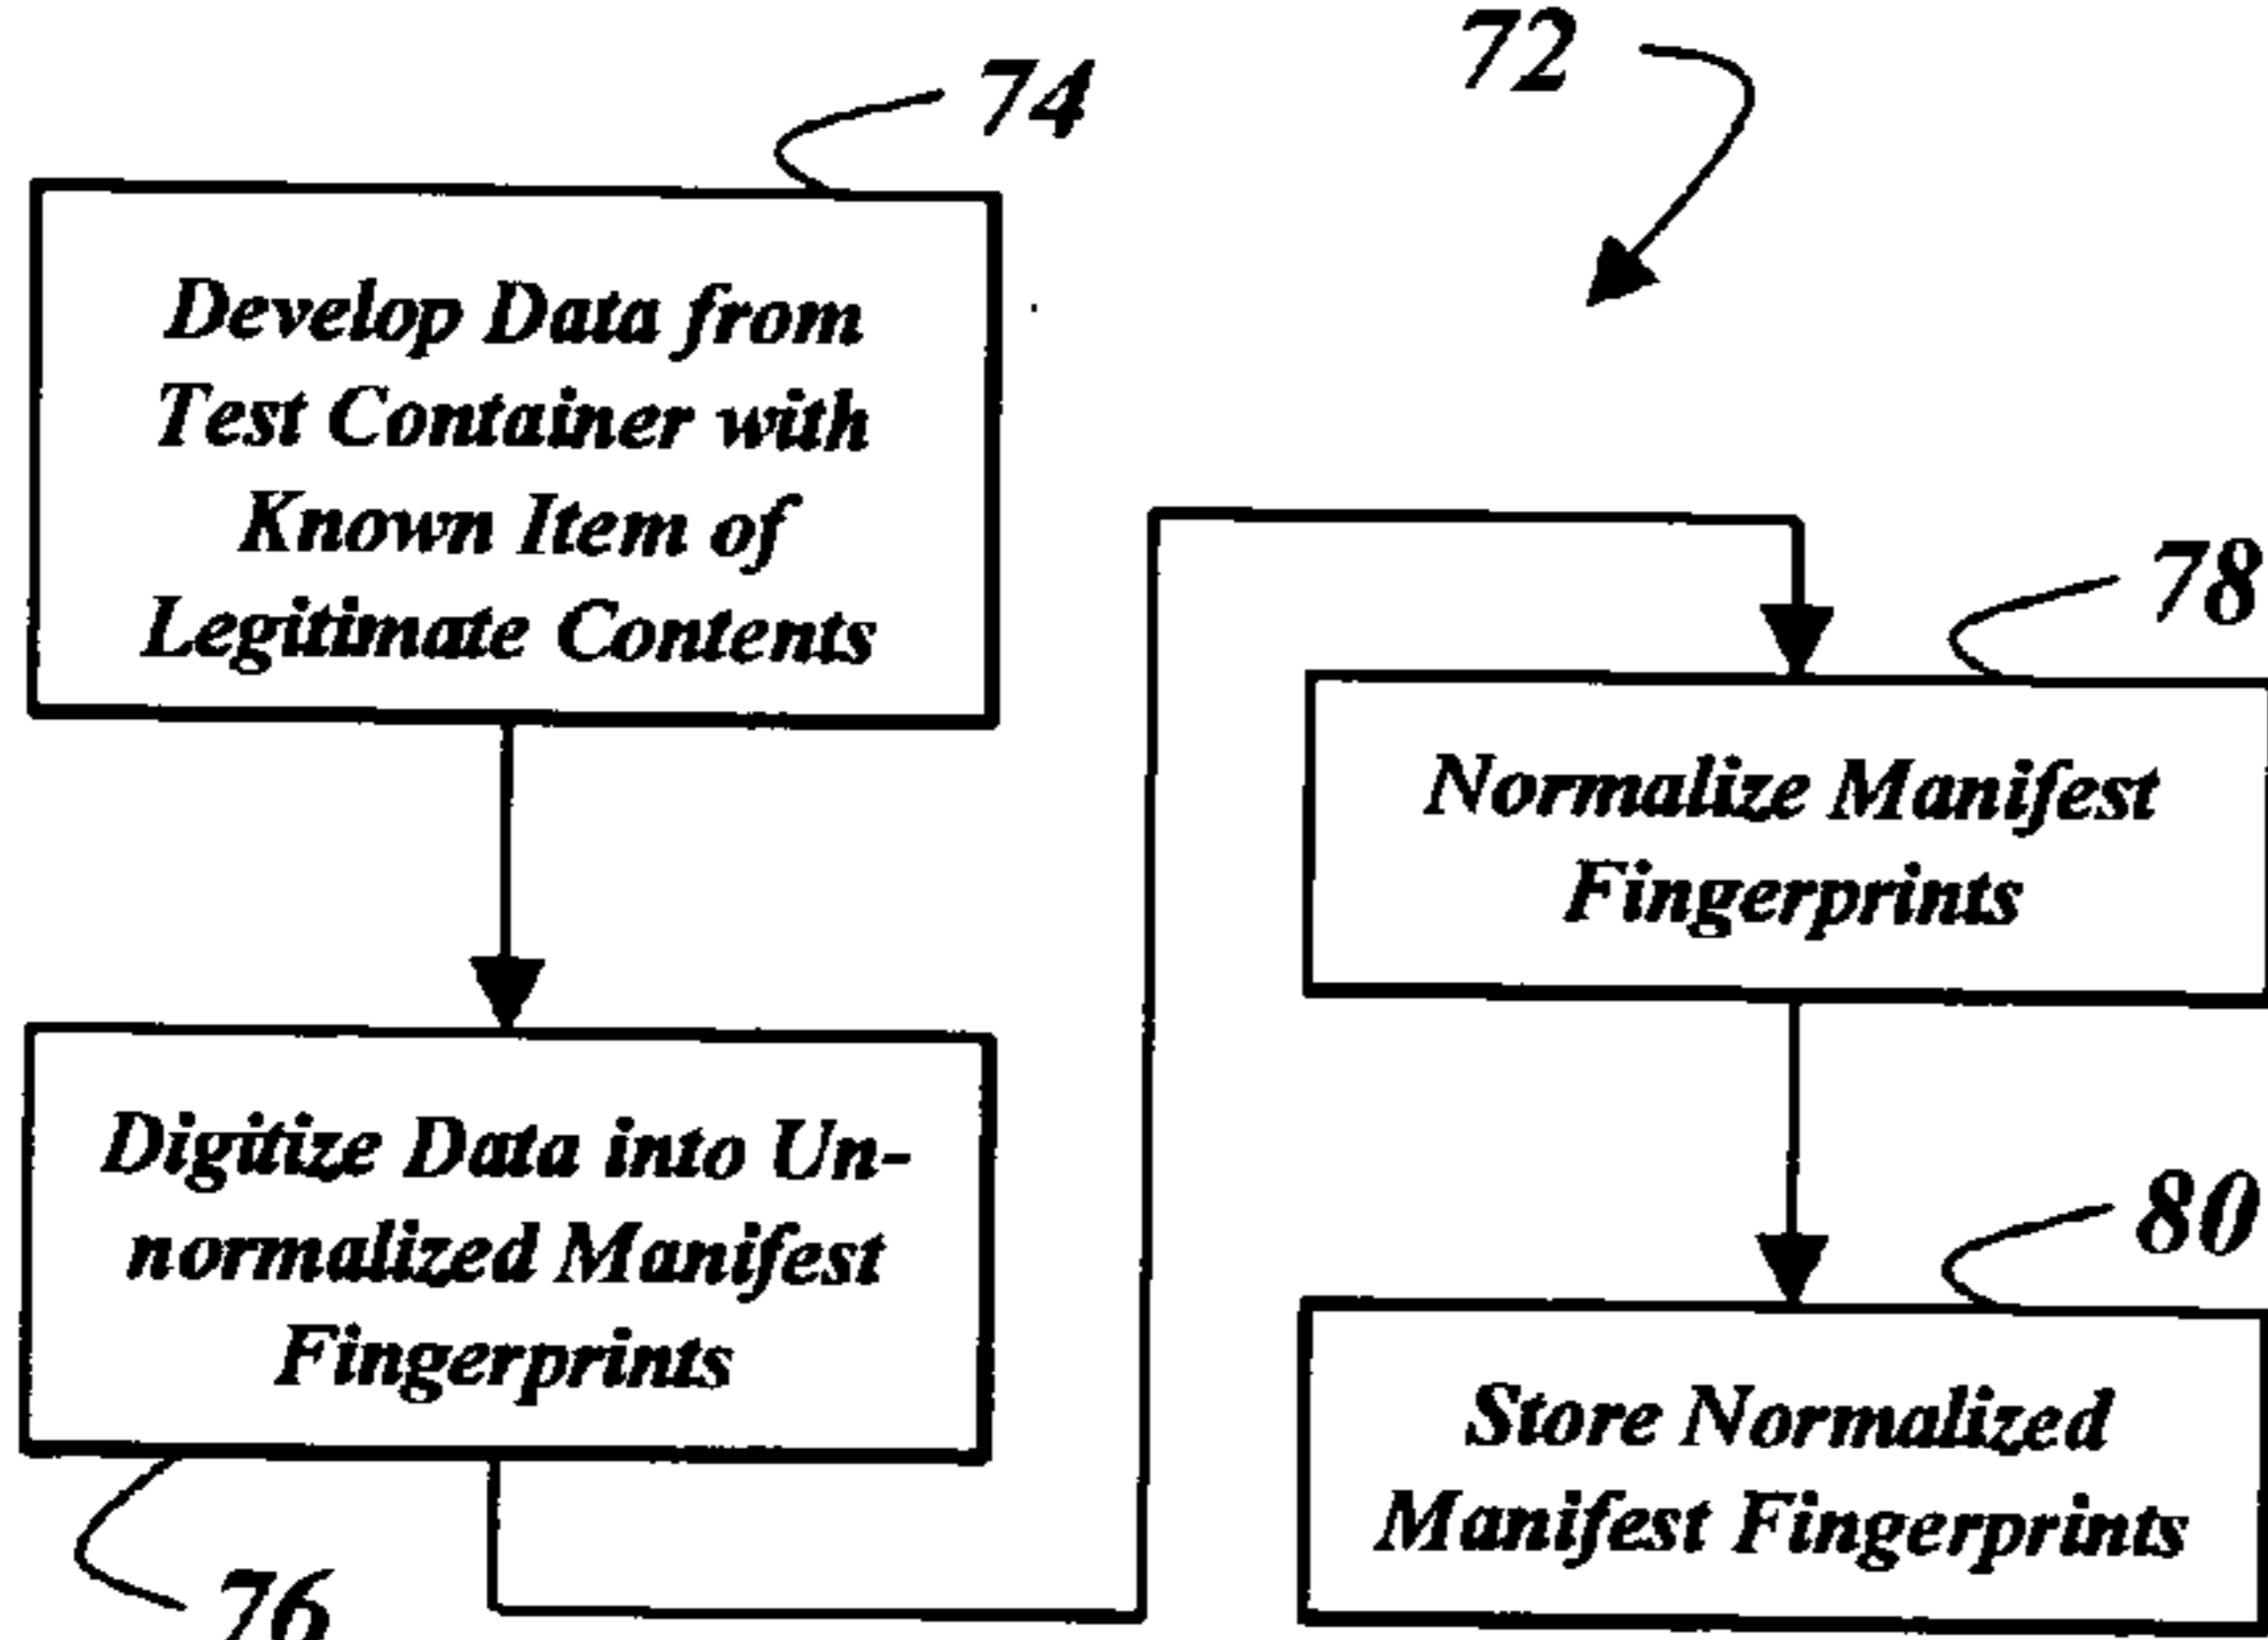 72
74
Develop Data from
Test Container with
Known Item of
Legitimate Contents
Digitize Data into Un-
normalized Manifest
Fingerprints
76
78
Normalize Manifest
Fingerprints
80
Store Normalized
Manifest Fingerprints